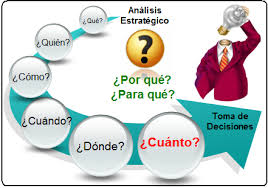 Análisis
Estratégico
¿Qué?
¿Quién?
¿Cómo?
¿Cuándo?
¿Dónde?
¿Cuánto?
?
¿Por qué?
¿Para qué?
Toma de
Decisiones